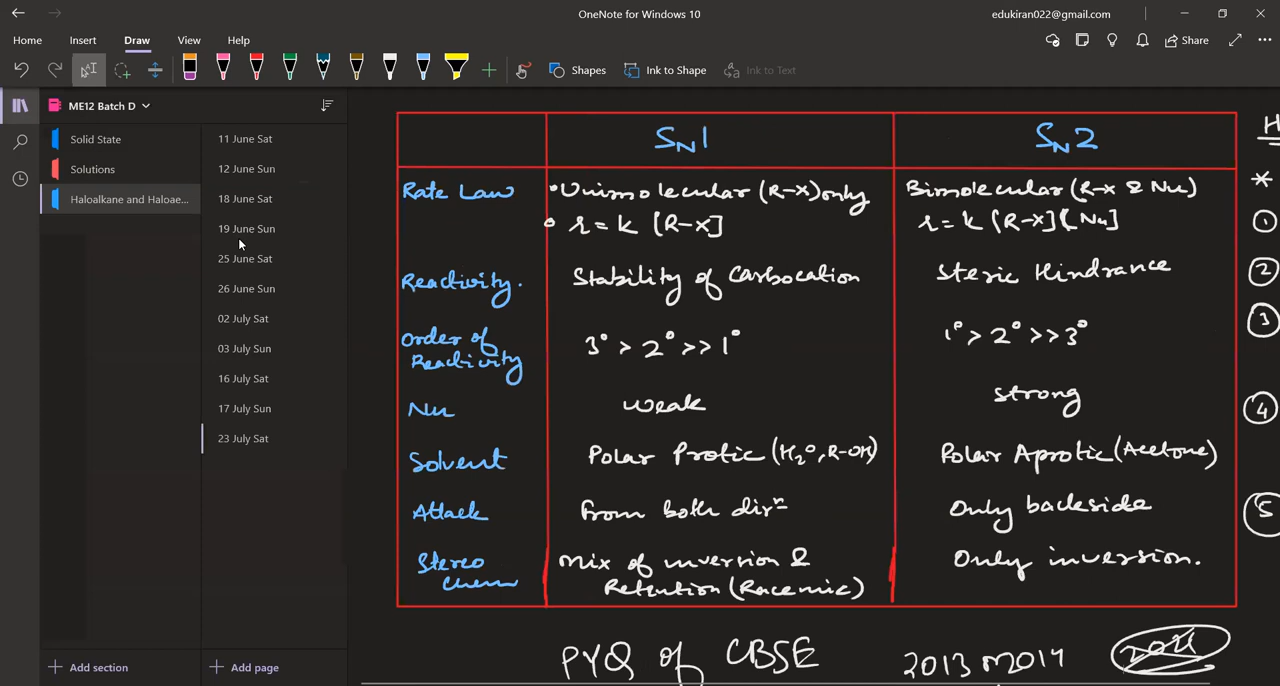 OneNote for Windows 10
edukiran022@gmail.com
Home Insert Draw View Help
Share
Shapes Ink to Shape Ink to Text
ME12 Batch D
Solid State
Solutions
Haloalkane and Haloae...
11 June Sat
12 June Sun
18 June Sat
19 June Sun
25 June Sat
26 June Sun
02 July Sat
03 July Sun
16 July Sat
17 July Sun
23 July Sat
+ Add section
+ Add page
SN1 SN2
Rate Law • Unimolecular (R-X) only Bimolecular (R-X & Nu)
• r = k [R-X] r = k [R-X][Nu]
Reactivity. Stability of Carbocation Steric Hindrance
Order of Reactivity 3° > 2° >> 1° 1° > 2° >> 3°
Nu weak strong
Solvent Polar Protic (H2O, R-OH) Polar Aprotic (Acetone)
Attack from both dirⁿ Only backside
Stereo Chem Mix of inversion & Only inversion.
Retention (Racemic)
PYQ of CBSE 2013 2014
H
*
1
2
3
4
5